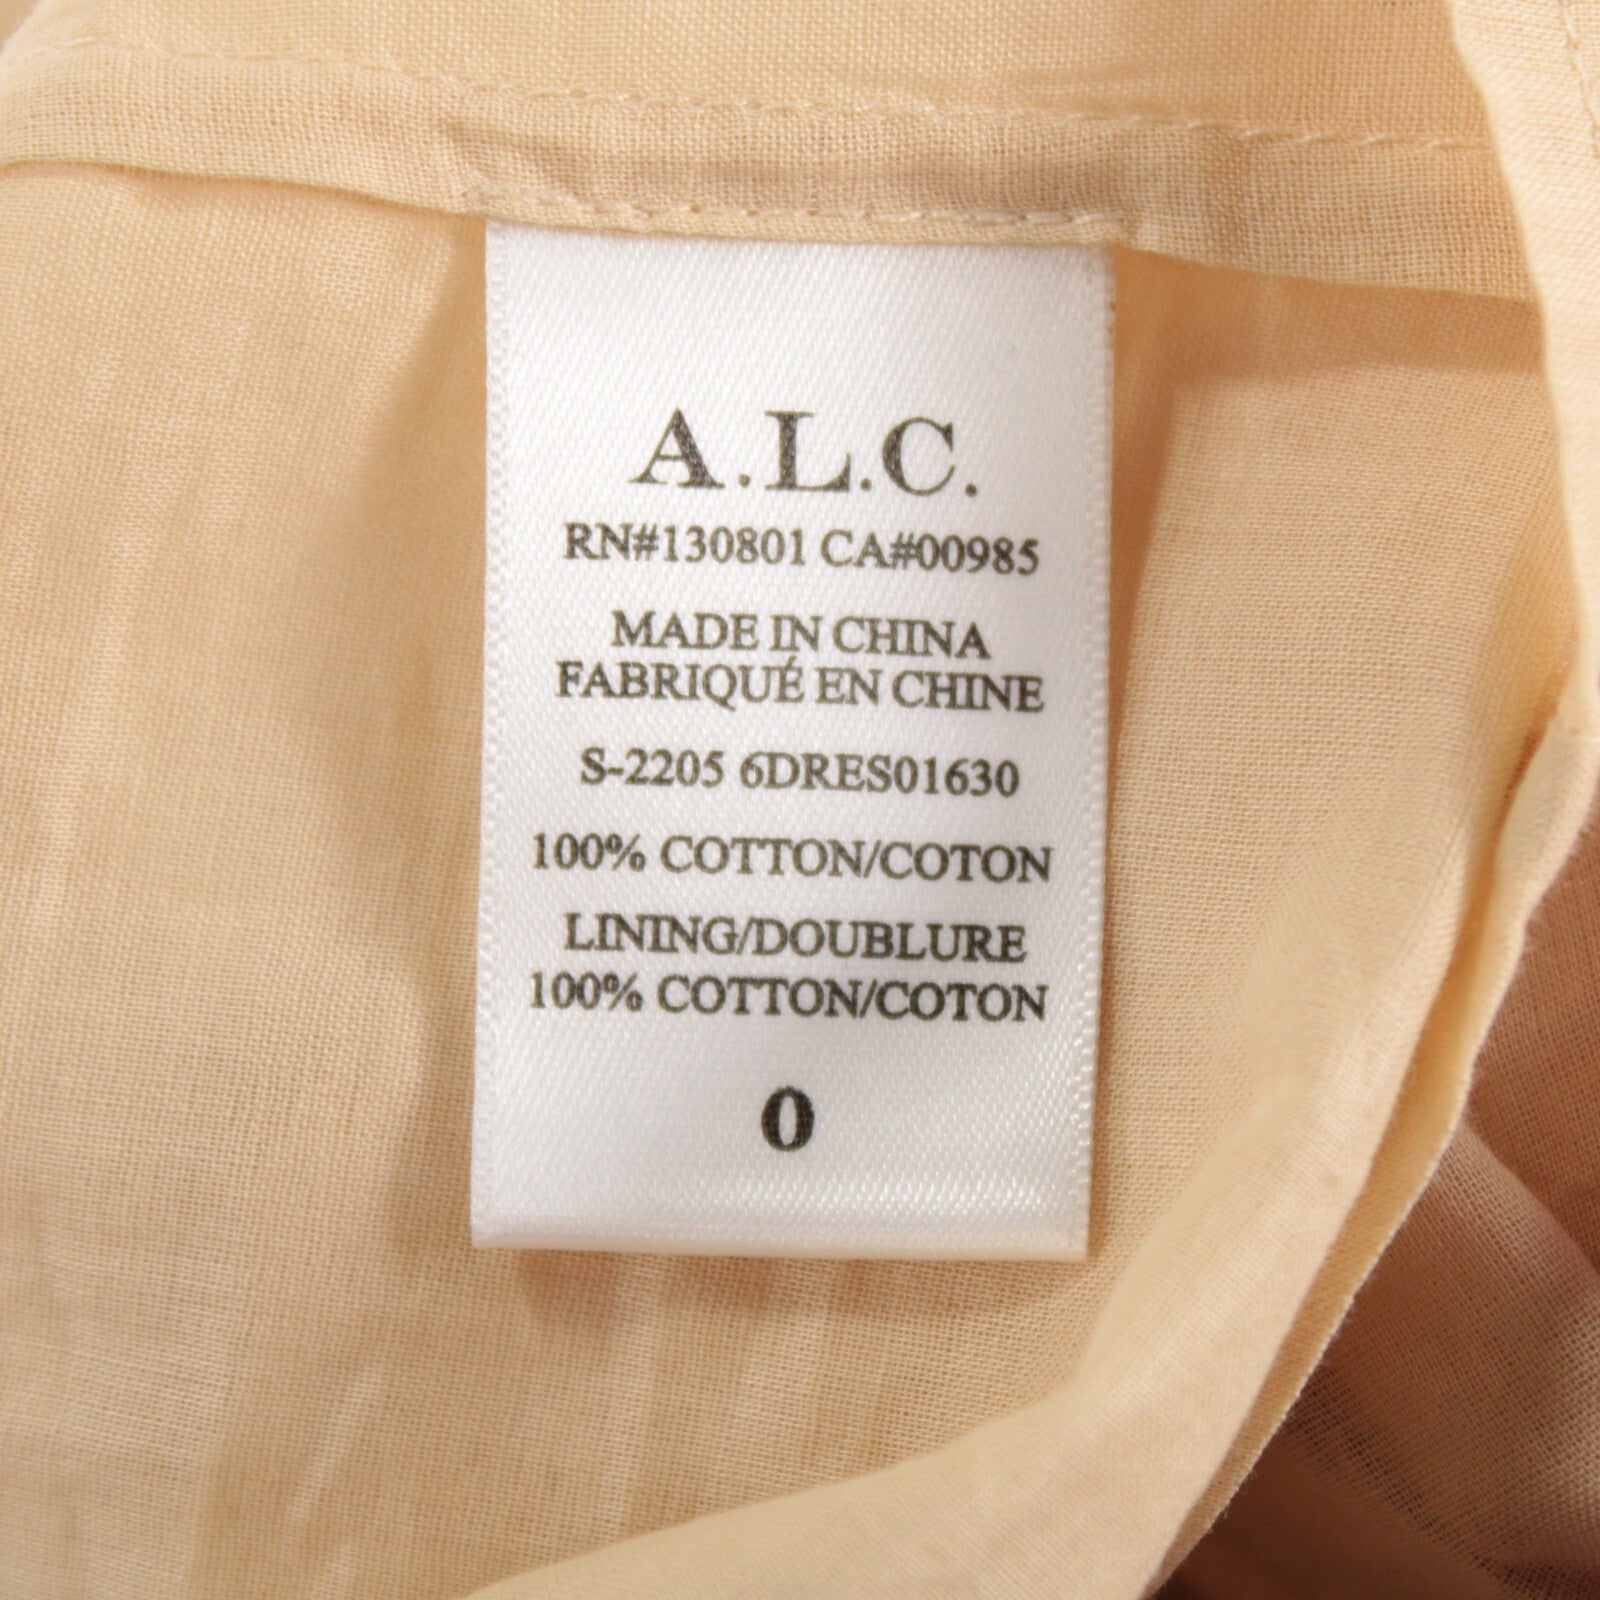 A.L.C.
RN#130801 CA#00985
MADE IN CHINA
FABRIQUÉ EN CHINE
S-2205 6DRES01630
100% COTTON/COTON
LINING/DOUBLURE
100% COTTON/COTON
0